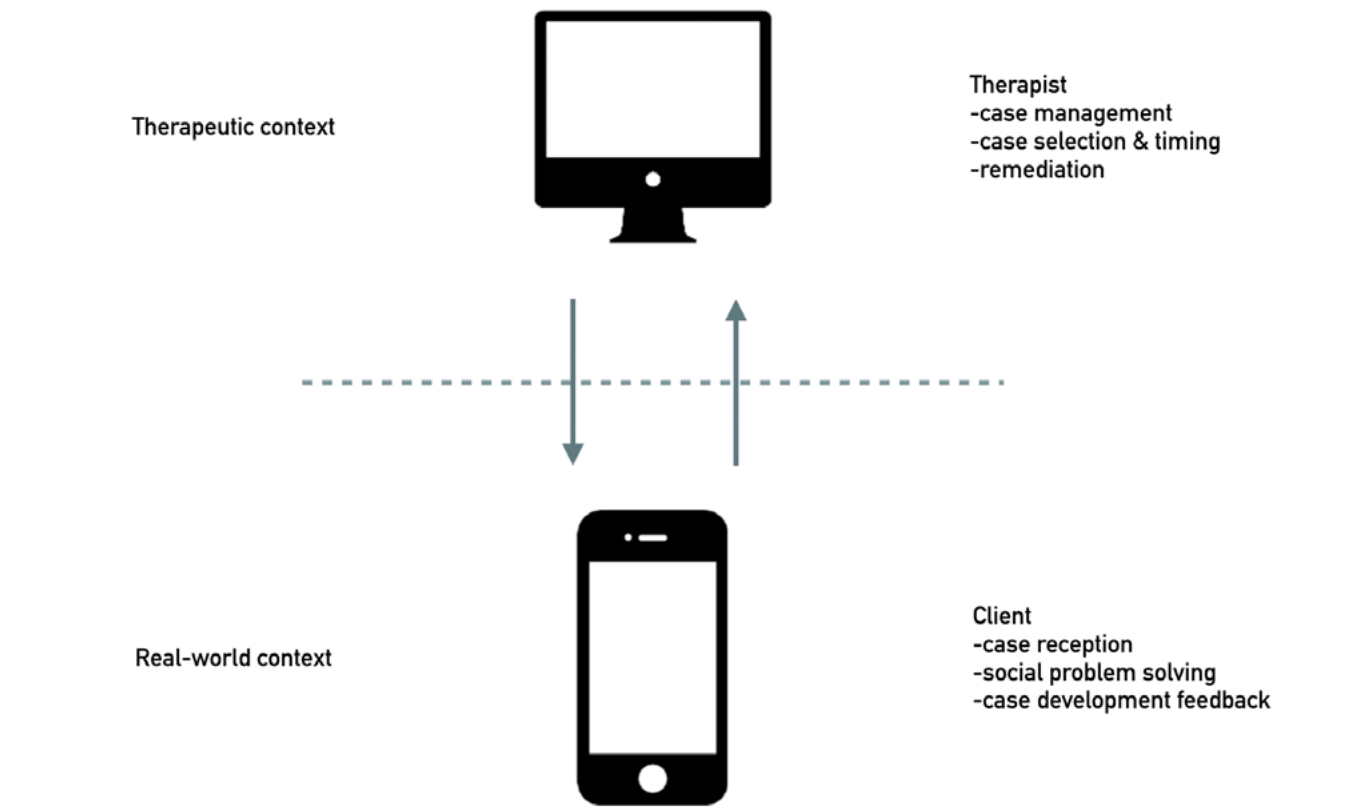 Therapeutic context
Therapist
-case management
-case selection & timing
-remediation
Real-world context
Client
-case reception
-social problem solving
-case development feedback